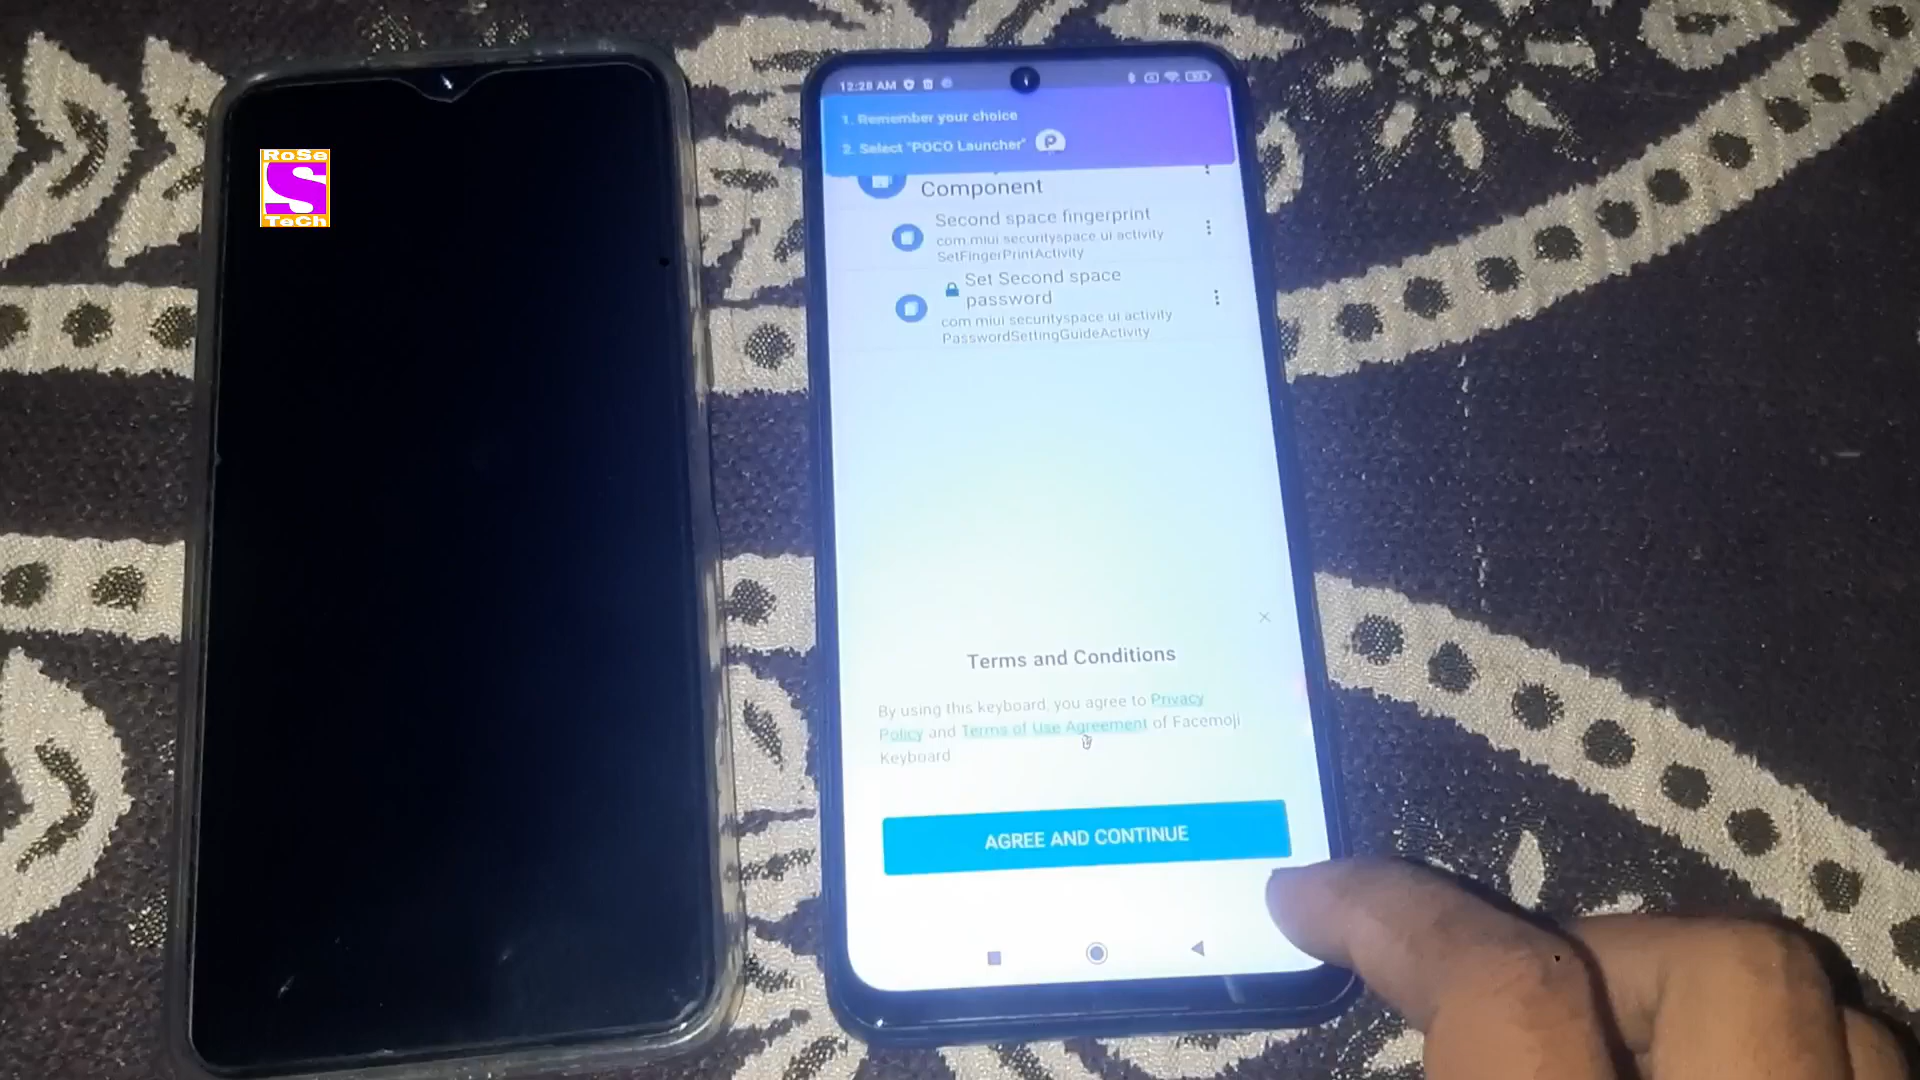 RoSe
S
TeCh
12:28 AM
1. Remember your choice
2. Select "POCO Launcher"
Component
Second space fingerprint
com.miui.securityspace.ui.activity
SetFingerPrintActivity
Set Second space
password
com.miui.securityspace.ui.activity
PasswordSettingGuideActivity
Terms and Conditions
By using this keyboard, you agree to Privacy
Policy and Terms of Use Agreement of Facemoji
Keyboard
AGREE AND CONTINUE